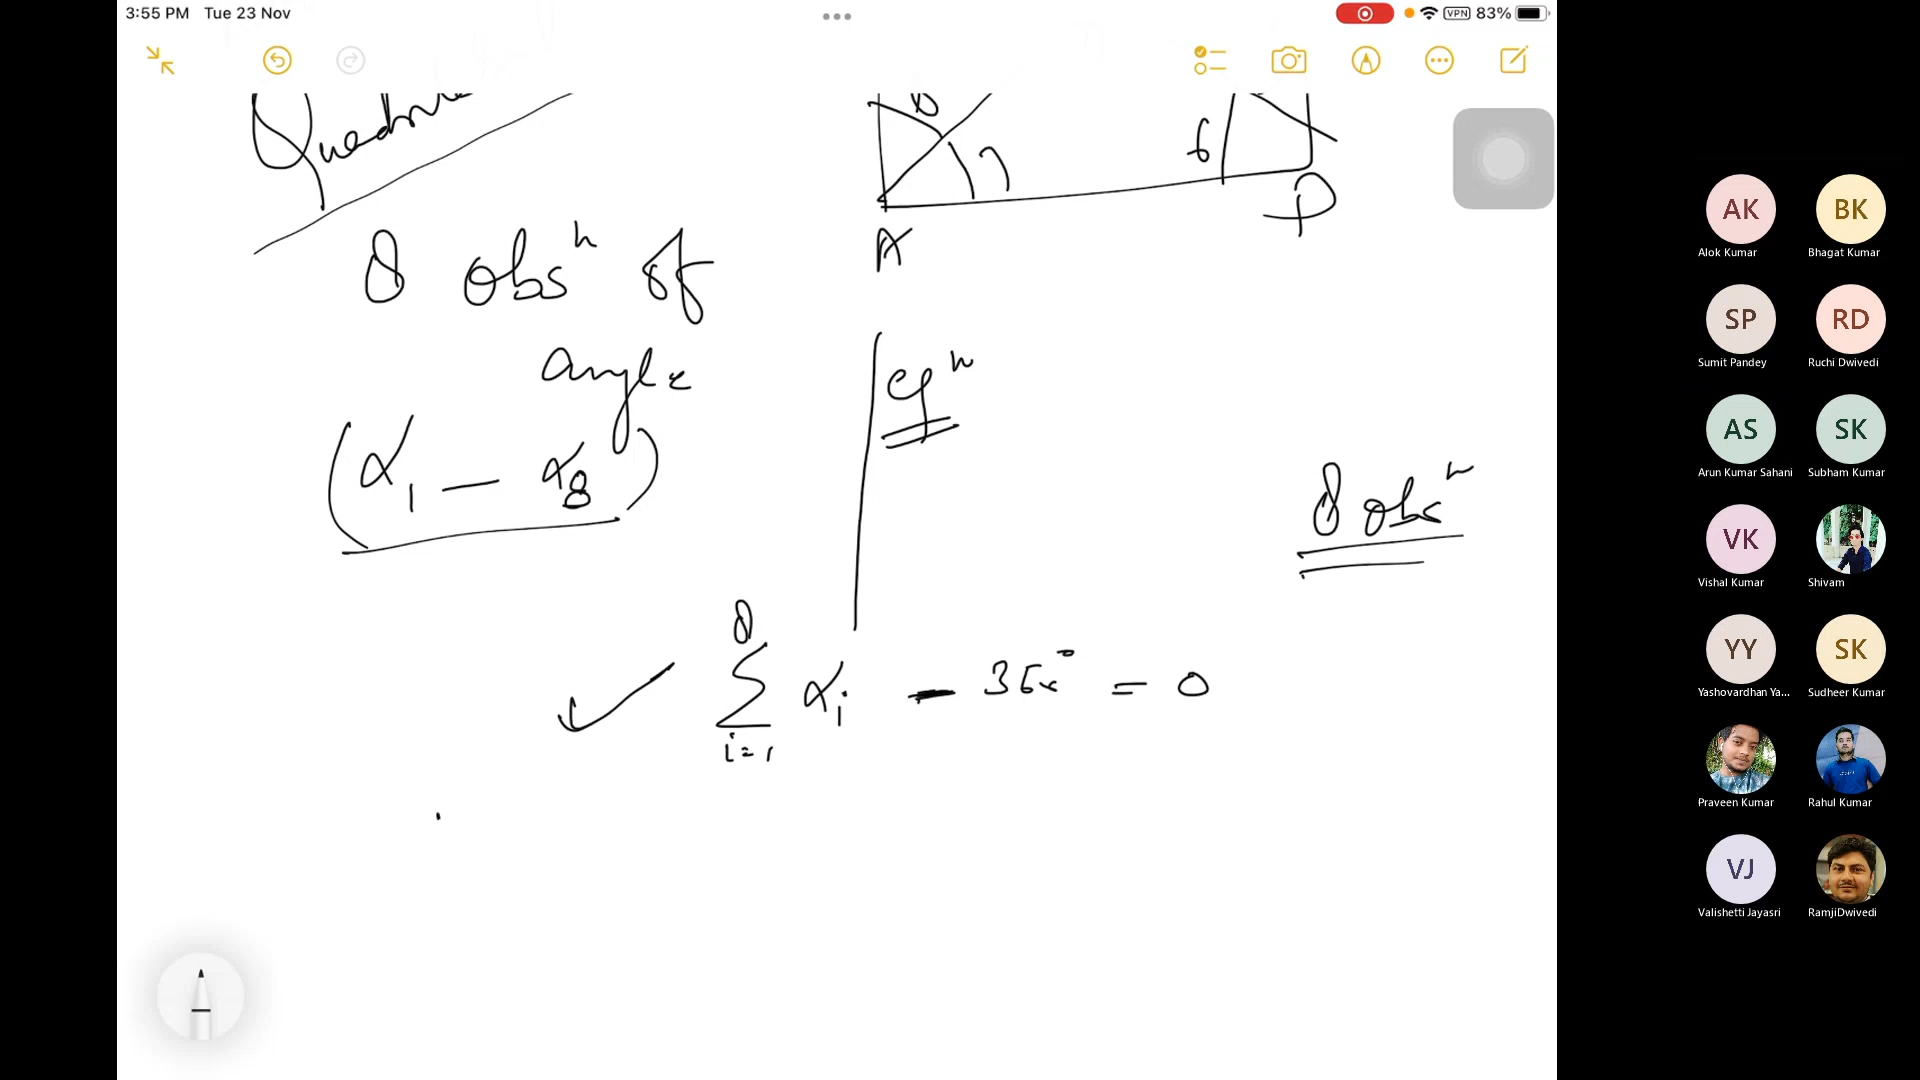 3:55 PM Tue 23 Nov
VPN 83%
6
7
A
D
8 obsⁿ of
angle
(α₁ — α₈)
eqⁿ
8 obsⁿ
8
Σ αᵢ - 360° = 0
i=1
AK
BK
Alok Kumar
Bhagat Kumar
SP
RD
Sumit Pandey
Ruchi Dwivedi
AS
SK
Arun Kumar Sahani
Subham Kumar
VK
Vishal Kumar
Shivam
YY
SK
Yashovardhan Ya...
Sudheer Kumar
Praveen Kumar
Rahul Kumar
VJ
Valishetti Jayasri
RamjiDwivedi